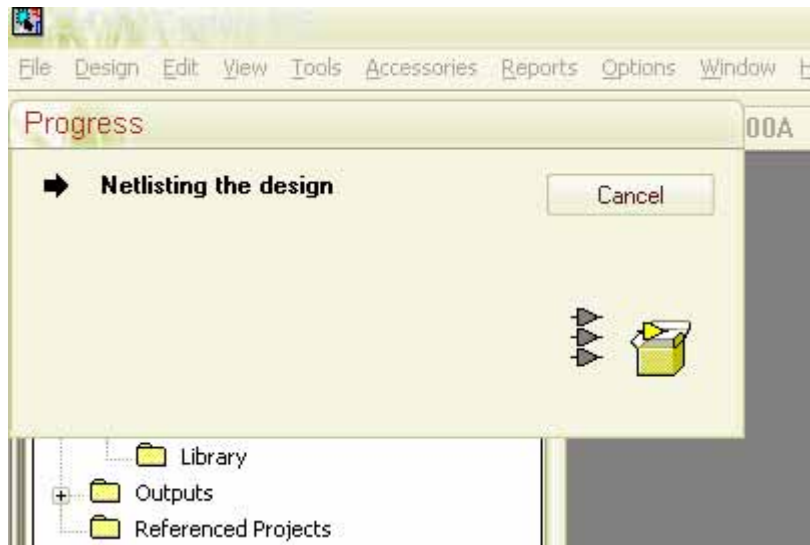 File Design Edit View Tools Accessories Reports Options Window
Progress
00A
Netlisting the design
Cancel
Library
Outputs
Referenced Projects